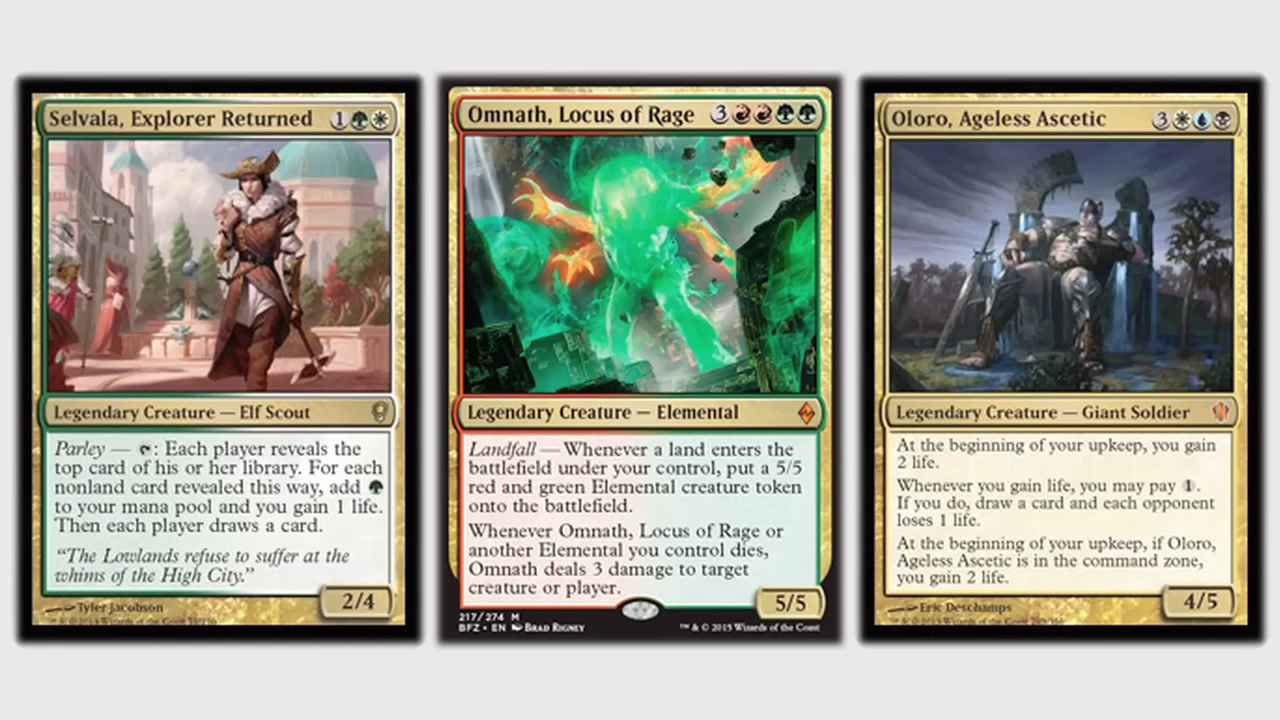 Selvala, Explorer Returned 1
Parley — : Each player reveals the
top card of his or her library. For each
nonland card revealed this way, add
to your mana pool and you gain 1 life.
Then each player draws a card.
“The Lowlands refuse to suffer at the
whims of the High City.”
Legendary Creature — Elf Scout
2/4
Tyler Jacobson
Omnath, Locus of Rage 3
Legendary Creature — Elemental
Landfall — Whenever a land enters the
battlefield under your control, put a 5/5
red and green Elemental creature token
onto the battlefield.
Whenever Omnath, Locus of Rage or
another Elemental you control dies,
Omnath deals 3 damage to target
creature or player.
5/5
217/274 M
BFZ • EN Brad Rigney
™ & © 2015 Wizards of the Coast
Oloro, Ageless Ascetic 3
Legendary Creature — Giant Soldier
At the beginning of your upkeep, you gain
2 life.
Whenever you gain life, you may pay 1.
If you do, draw a card and each opponent
loses 1 life.
At the beginning of your upkeep, if Oloro,
Ageless Ascetic is in the command zone,
you gain 2 life.
4/5
Eric Deschamps